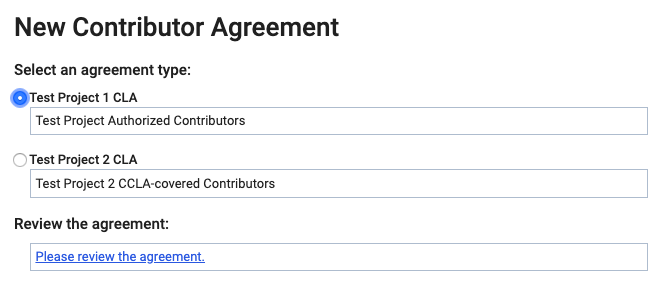 New Contributor Agreement
Select an agreement type:
Test Project 1 CLA
Test Project Authorized Contributors
Test Project 2 CLA
Test Project 2 CCLA-covered Contributors
Review the agreement:
Please review the agreement.